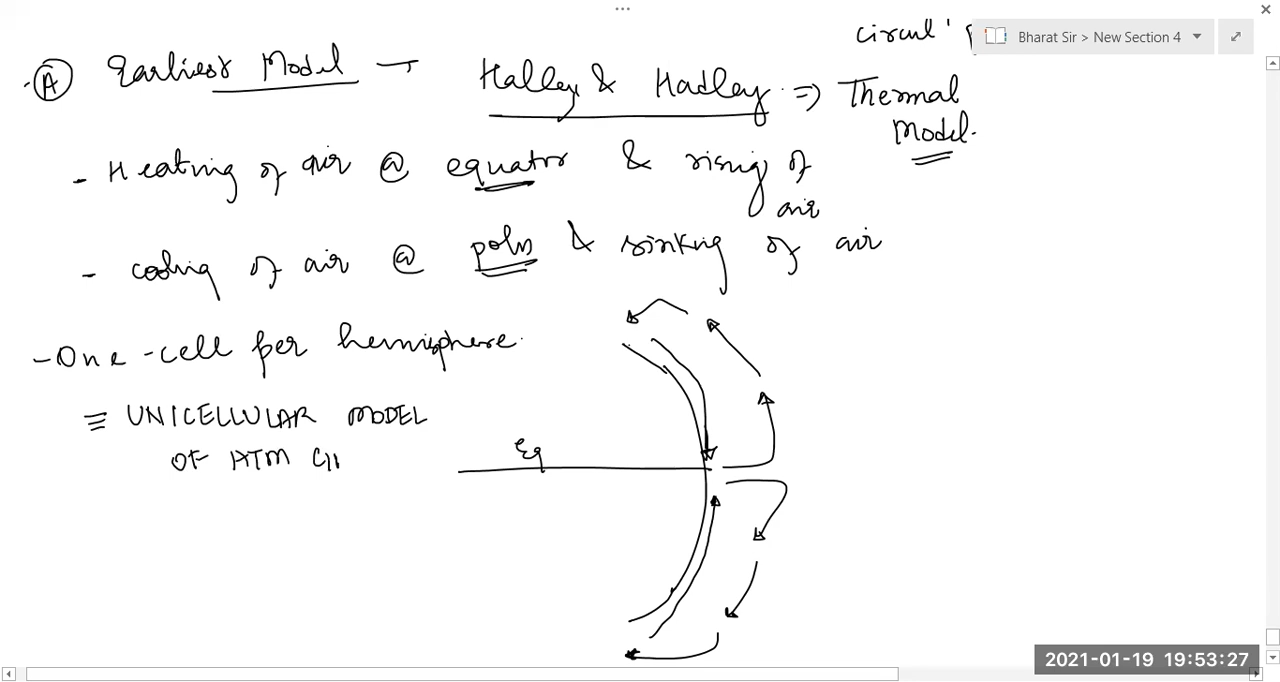 circul'
Bharat Sir > New Section 4
(A) Earliest Model - Halley & Hadley => Thermal
Model.
- Heating of air @ equator & rising of
air
- cooling of air @ poles & sinking of air
- One-cell per hemisphere.
≡ UNICELLULAR MODEL
OF ATM
Eq
2021-01-19 19:53:27